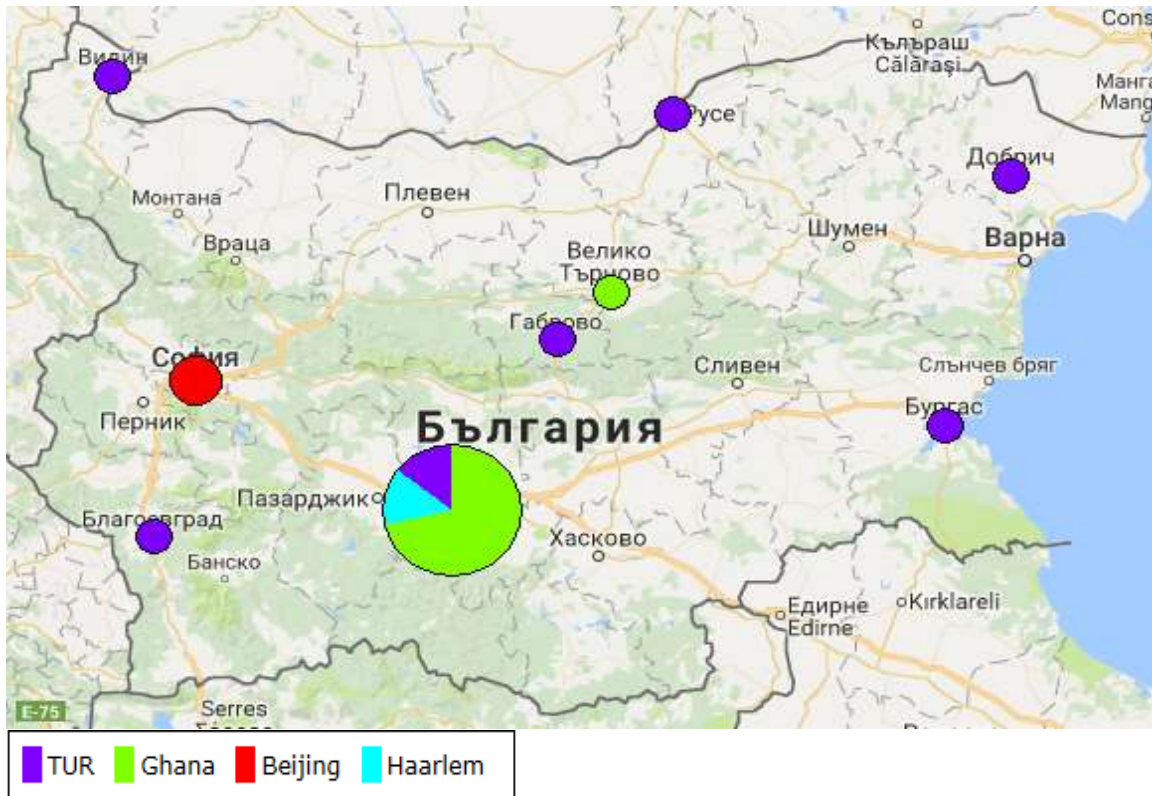 Cons
Видин
Кълъраш
Călărași
Манга
Mang
Русе
Добрич
Монтана
Плевен
Шумен
Варна
Враца
Велико
Търново
Габрово
София
Сливен
Слънчев бряг
Перник
България
Бургас
Пазарджик
Благоевград
Хасково
Банско
Едирне
Edirne
Kırklareli
E-75
Serres
TUR Ghana Beijing Haarlem